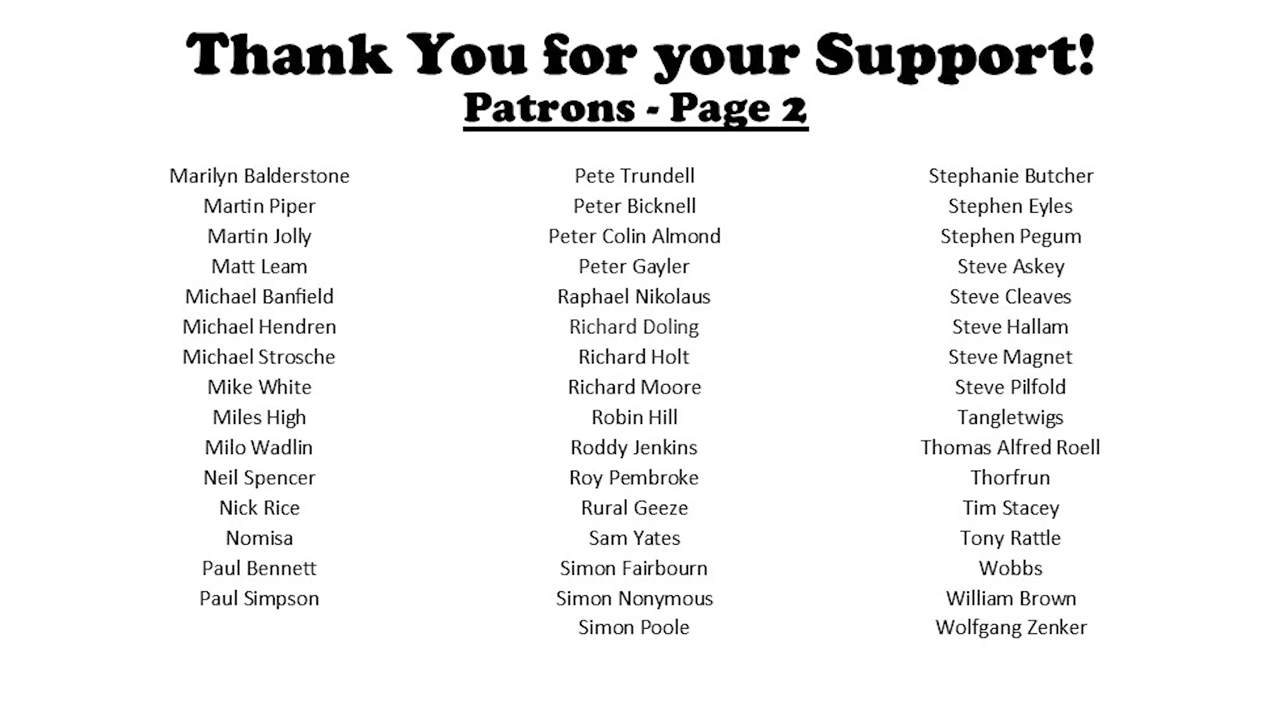 Thank You for your Support!
Patrons - Page 2
Marilyn Balderstone
Martin Piper
Martin Jolly
Matt Leam
Michael Banfield
Michael Hendren
Michael Strosche
Mike White
Miles High
Milo Wadlin
Neil Spencer
Nick Rice
Nomisa
Paul Bennett
Paul Simpson
Pete Trundell
Peter Bicknell
Peter Colin Almond
Peter Gayler
Raphael Nikolaus
Richard Doling
Richard Holt
Richard Moore
Robin Hill
Roddy Jenkins
Roy Pembroke
Rural Geeze
Sam Yates
Simon Fairbourn
Simon Nonymous
Simon Poole
Stephanie Butcher
Stephen Eyles
Stephen Pegum
Steve Askey
Steve Cleaves
Steve Hallam
Steve Magnet
Steve Pilfold
Tangletwigs
Thomas Alfred Roell
Thorfrun
Tim Stacey
Tony Rattle
Wobbs
William Brown
Wolfgang Zenker